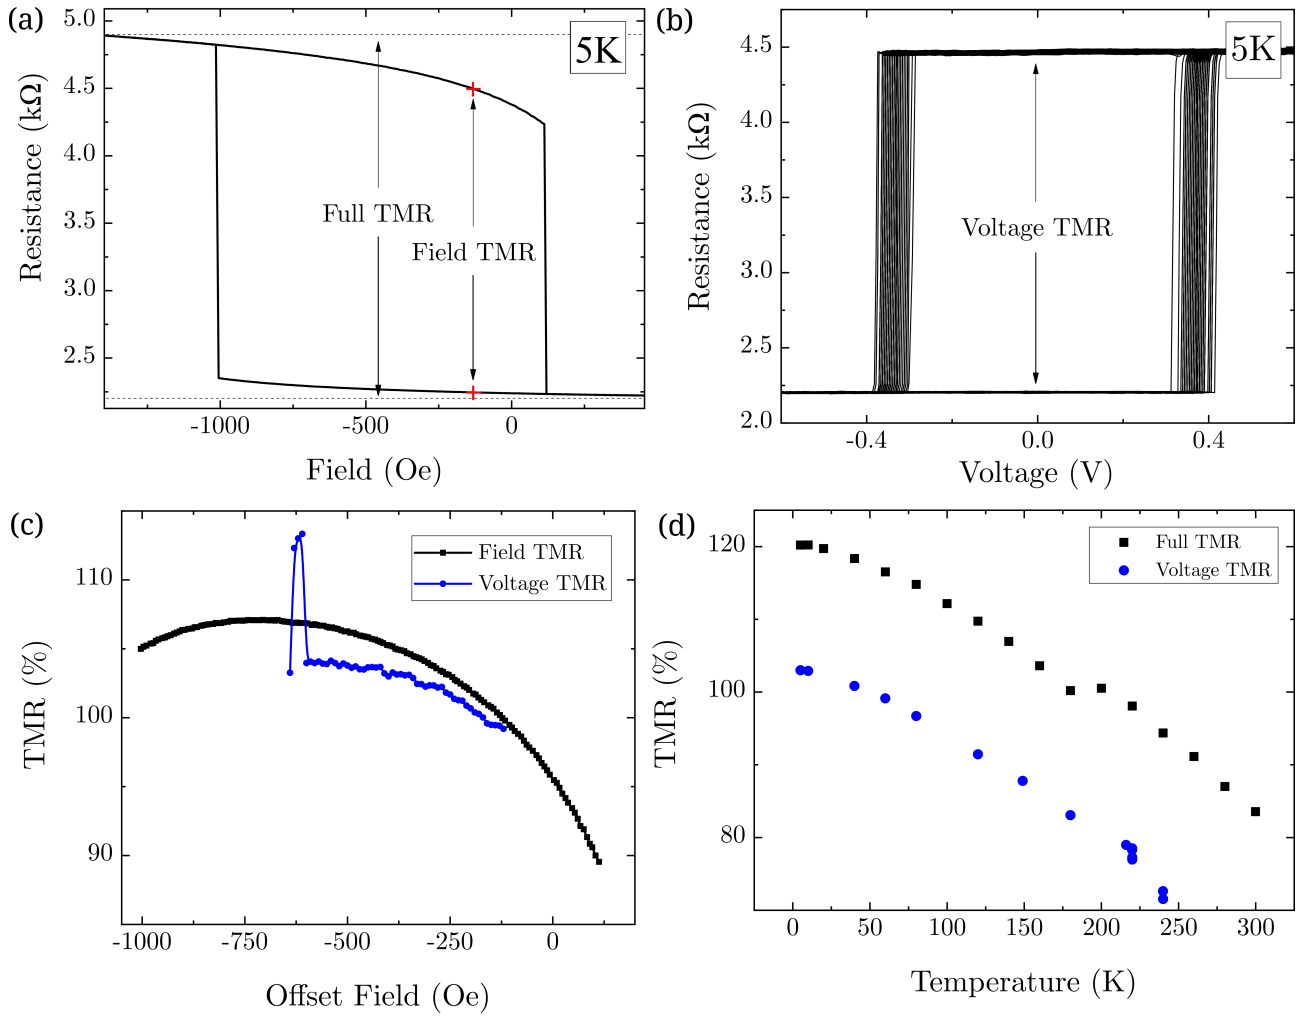 (a)
5.0
4.5
4.0
3.5
3.0
2.5
Resistance (kΩ)
5K
Full TMR
Field TMR
-1000
-500
0
Field (Oe)
(b)
4.5
4.0
3.5
3.0
2.5
2.0
Resistance (kΩ)
5K
Voltage TMR
-0.4
0.0
0.4
Voltage (V)
(c)
110
100
90
TMR (%)
Field TMR
Voltage TMR
-1000
-750
-500
-250
0
Offset Field (Oe)
(d)
120
100
80
TMR (%)
Full TMR
Voltage TMR
0
50
100
150
200
250
300
Temperature (K)